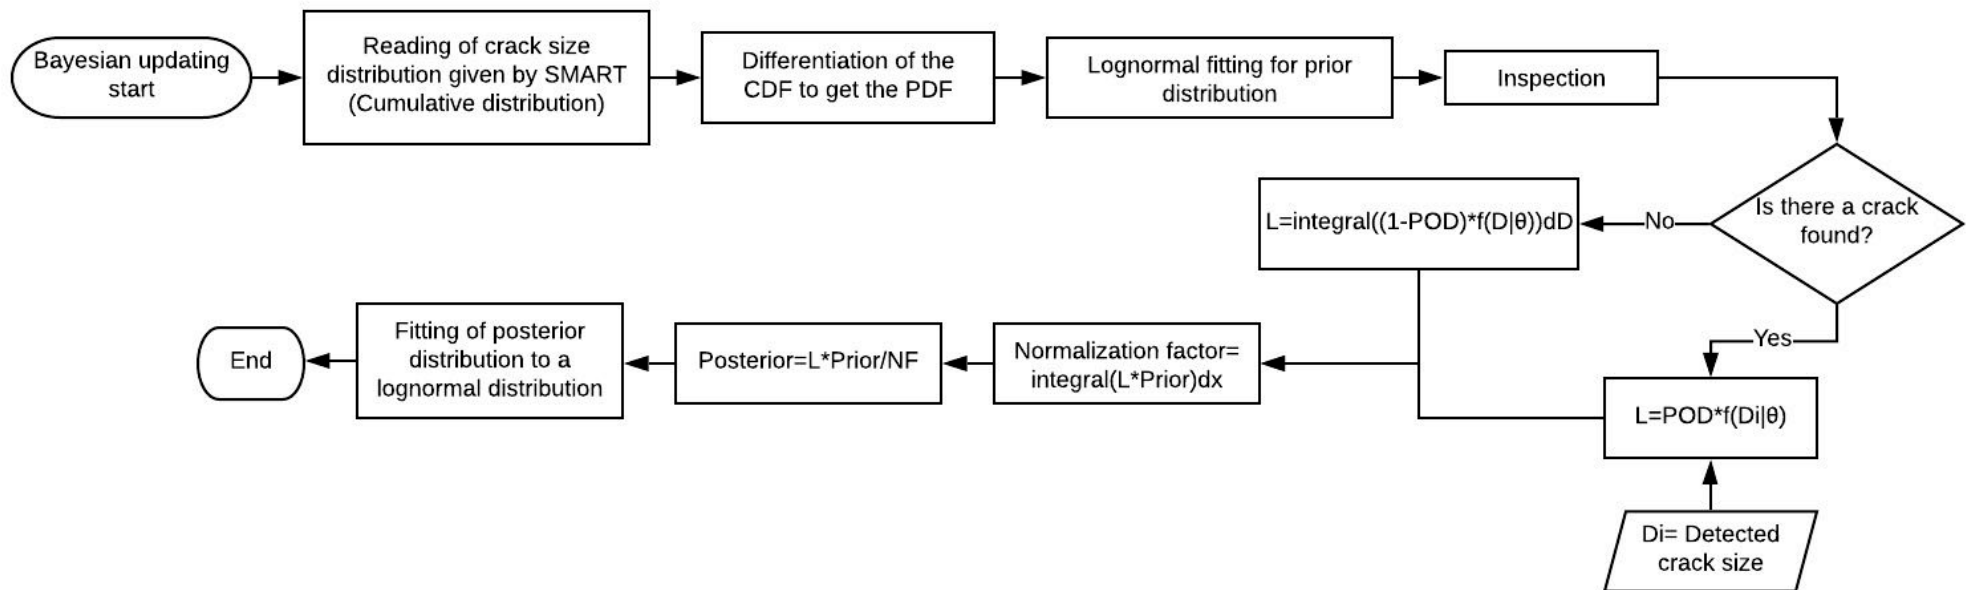 Bayesian updating
start
Reading of crack size
distribution given by SMART
(Cumulative distribution)
Differentiation of the
CDF to get the PDF
Lognormal fitting for prior
distribution
Inspection
Is there a crack
found?
No
L=integral((1-POD)*f(D|θ))dD
Yes
L=POD*f(Di|θ)
Di= Detected
crack size
Normalization factor=
integral(L*Prior)dx
Posterior=L*Prior/NF
Fitting of posterior
distribution to a
lognormal distribution
End